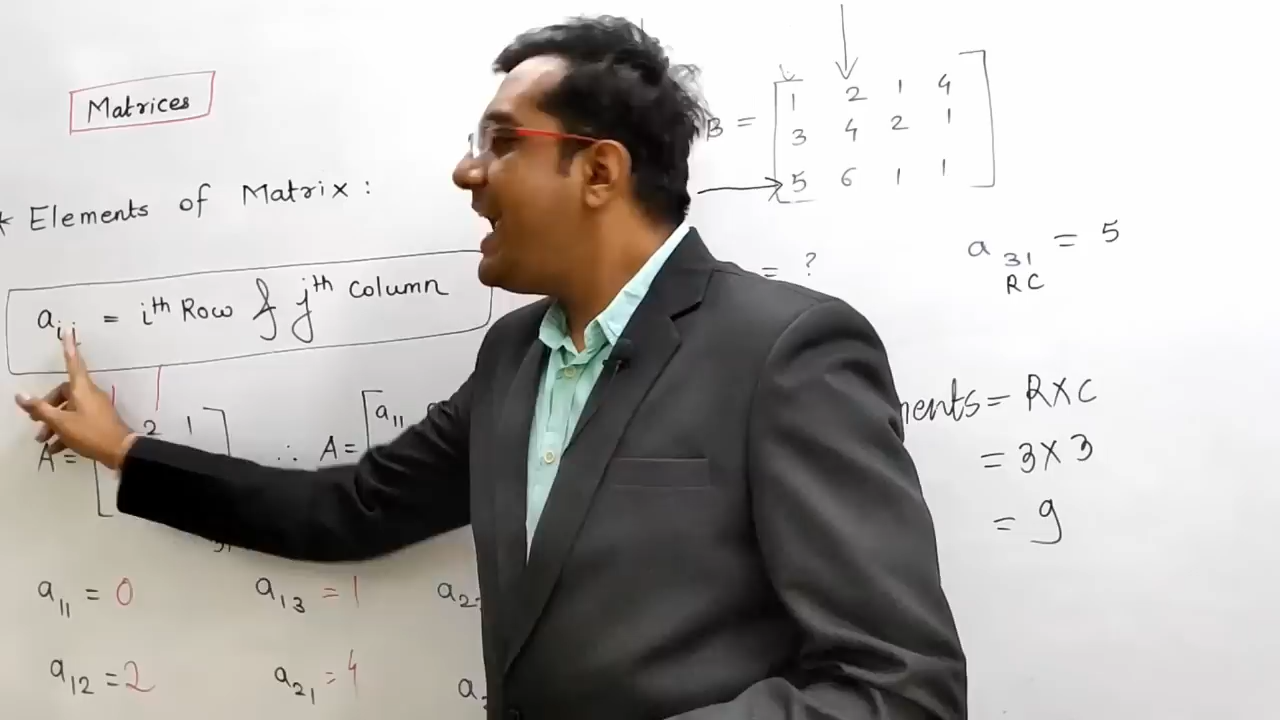 Matrices
* Elements of Matrix :
aij = ith Row & jth Column
2 1
A =
∴ A = [a11
a11 = 0
a13 = 1
a12 = 2
a21 = 4
B = [1 2 1 4
3 4 2 1
5 6 1 1]
= ?
a31 = 5
RC
ments = R×C
= 3×3
= 9